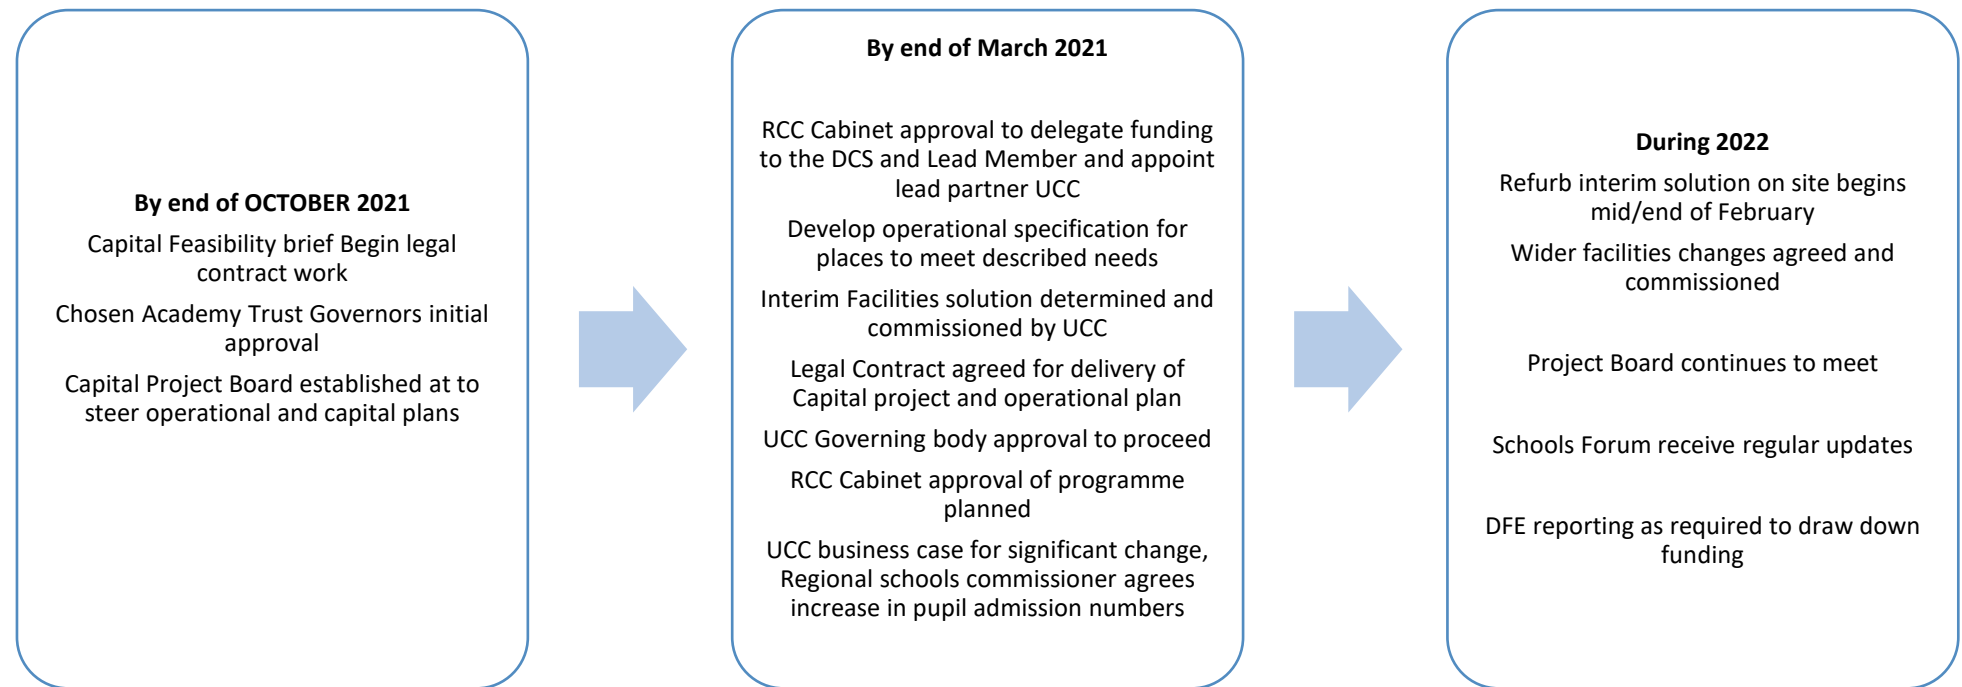 By end of OCTOBER 2021
Capital Feasibility brief Begin legal
contract work
Chosen Academy Trust Governors initial
approval
Capital Project Board established at to
steer operational and capital plans
By end of March 2021
RCC Cabinet approval to delegate funding
to the DCS and Lead Member and appoint
lead partner UCC
Develop operational specification for
places to meet described needs
Interim Facilities solution determined and
commissioned by UCC
Legal Contract agreed for delivery of
Capital project and operational plan
UCC Governing body approval to proceed
RCC Cabinet approval of programme
planned
UCC business case for significant change,
Regional schools commissioner agrees
increase in pupil admission numbers
During 2022
Refurb interim solution on site begins
mid/end of February
Wider facilities changes agreed and
commissioned
Project Board continues to meet
Schools Forum receive regular updates
DFE reporting as required to draw down
funding